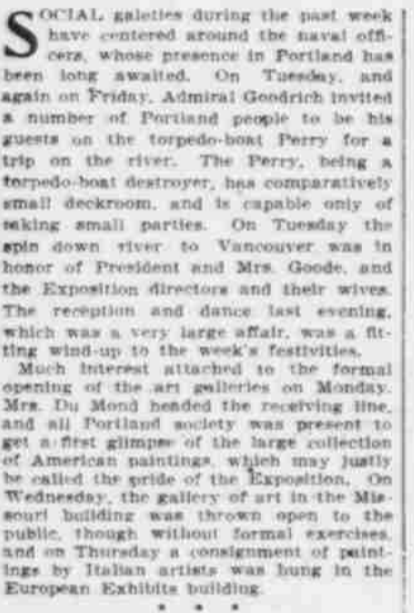 SOCIAL gaieties during the past week
have centered around the naval offi-
cers, whose presence in Portland has
been long awaited. On Tuesday, and
again on Friday, Admiral Goodrich invited
a number of Portland people to be his
guests on the torpedo-boat Perry for a
trip on the river. The Perry, being a
torpedo-boat destroyer, has comparatively
small deckroom, and is capable only of
taking small parties. On Tuesday the
spin down river to Vancouver was in
honor of President and Mrs. Goode, and
the Exposition directors and their wives.
The reception and dance last evening,
which was a very large affair, was a fit-
ting wind-up to the week's festivities.
Much interest attached to the formal
opening of the art galleries on Monday.
Mrs. Du Mond headed the receiving line,
and all Portland society was present to
get a first glimpse of the large collection
of American paintings, which may justly
be called the pride of the Exposition. On
Wednesday, the gallery of art in the Mis-
souri building was thrown open to the
public, though without formal exercises,
and on Thursday a consignment of paint-
ings by Italian artists was hung in the
European Exhibits building.
* * *